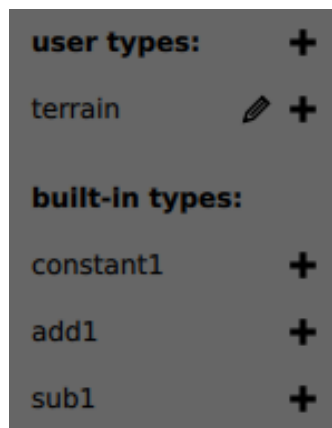 user types:
terrain
built-in types:
constant1
add1
sub1